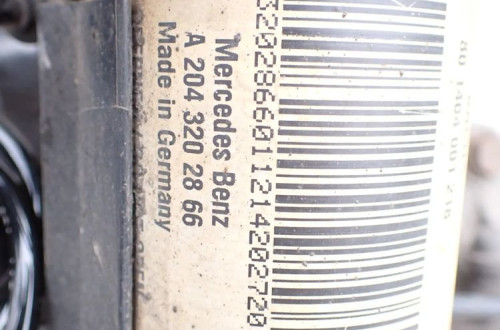 3202866011214202720
Mercedes Benz
A 204 320 28 66
Made in Germany